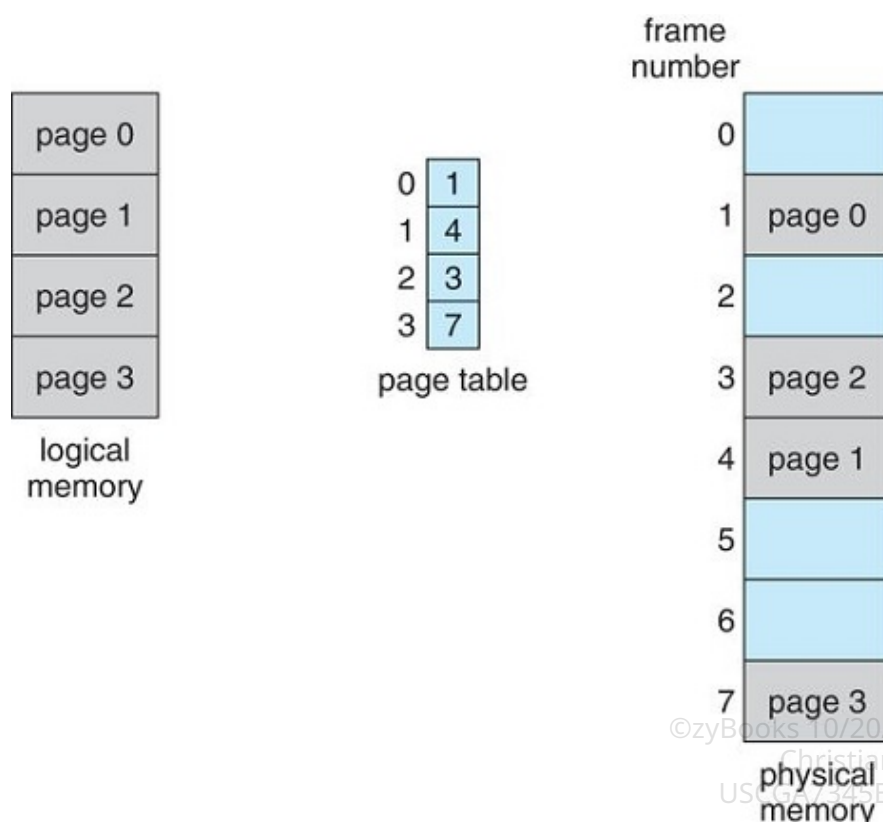 frame
number
page 0
page 1
page 2
page 3
logical
memory
0 1
1 4
2 3
3 7
page table
0
1 page 0
2
3 page 2
4 page 1
5
6
7 page 3
©zyBooks 10/20
Christian
physical
memory